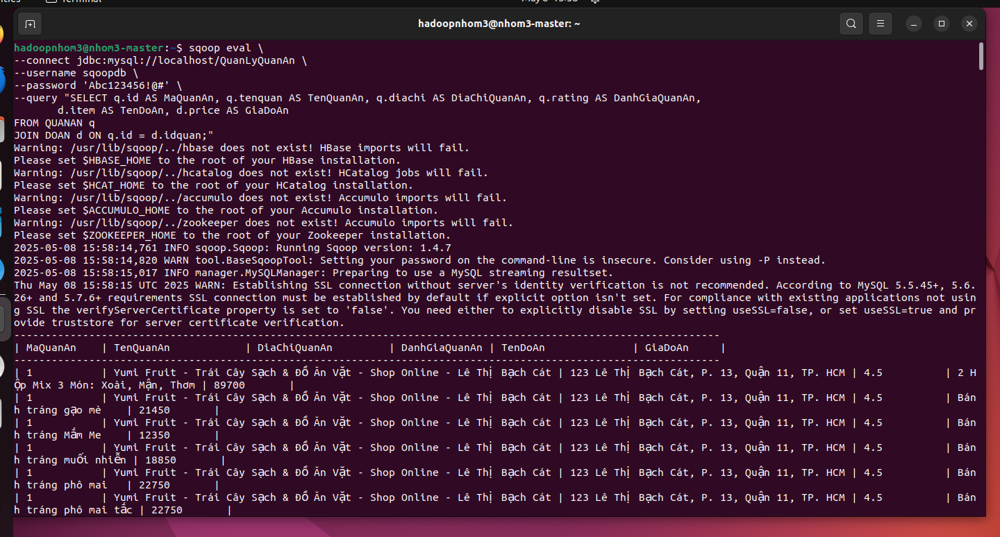 Terminal
hadoopnhom3@nhom3-master: ~
hadoopnhom3@nhom3-master:~$ sqoop eval \
--connect jdbc:mysql://localhost/QuanLyQuanAn \
--username sqoopdb \
--password 'Abc123456!@#' \
--query "SELECT q.id AS MaQuanAn, q.tenquan AS TenQuanAn, q.diachi AS DiaChiQuanAn, q.rating AS DanhGiaQuanAn,
       d.item AS TenDoAn, d.price AS GiaDoAn
FROM QUANAN q
JOIN DOAN d ON q.id = d.idquan;"
Warning: /usr/lib/sqoop/../hbase does not exist! HBase imports will fail.
Please set $HBASE_HOME to the root of your HBase installation.
Warning: /usr/lib/sqoop/../hcatalog does not exist! HCatalog jobs will fail.
Please set $HCAT_HOME to the root of your HCatalog installation.
Warning: /usr/lib/sqoop/../accumulo does not exist! Accumulo imports will fail.
Please set $ACCUMULO_HOME to the root of your Accumulo installation.
Warning: /usr/lib/sqoop/../zookeeper does not exist! Accumulo imports will fail.
Please set $ZOOKEEPER_HOME to the root of your Zookeeper installation.
2025-05-08 15:58:14,761 INFO sqoop.Sqoop: Running Sqoop version: 1.4.7
2025-05-08 15:58:14,820 WARN tool.BaseSqoopTool: Setting your password on the command-line is insecure. Consider using -P instead.
2025-05-08 15:58:15,017 INFO manager.MySQLManager: Preparing to use a MySQL streaming resultset.
Thu May 08 15:58:15 UTC 2025 WARN: Establishing SSL connection without server's identity verification is not recommended. According to MySQL 5.5.45+, 5.6.
26+ and 5.7.6+ requirements SSL connection must be established by default if explicit option isn't set. For compliance with existing applications not usin
g SSL the verifyServerCertificate property is set to 'false'. You need either to explicitly disable SSL by setting useSSL=false, or set useSSL=true and pr
ovide truststore for server certificate verification.
| MaQuanAn    | TenQuanAn            | DiaChiQuanAn         | DanhGiaQuanAn | TenDoAn              | GiaDoAn     |
| 1           | Yumi Fruit - Trái Cây Sạch & ĐỒ Ăn Vặt - Shop Online - Lê Thị Bạch Cát | 123 Lê Thị Bạch Cát, P. 13, Quận 11, TP. HCM | 4.5          | 2 H
Ộp Mix 3 Món: Xoài, Mận, Thơm | 89700       |
| 1           | Yumi Fruit - Trái Cây Sạch & ĐỒ Ăn Vặt - Shop Online - Lê Thị Bạch Cát | 123 Lê Thị Bạch Cát, P. 13, Quận 11, TP. HCM | 4.5          | Bán
h tráng gạo mè    | 21450       |
| 1           | Yumi Fruit - Trái Cây Sạch & ĐỒ Ăn Vặt - Shop Online - Lê Thị Bạch Cát | 123 Lê Thị Bạch Cát, P. 13, Quận 11, TP. HCM | 4.5          | Bán
h tráng Mắm Me    | 12350       |
| 1           | Yumi Fruit - Trái Cây Sạch & ĐỒ Ăn Vặt - Shop Online - Lê Thị Bạch Cát | 123 Lê Thị Bạch Cát, P. 13, Quận 11, TP. HCM | 4.5          | Bán
h tráng muối nhiễn | 18850       |
| 1           | Yumi Fruit - Trái Cây Sạch & ĐỒ Ăn Vặt - Shop Online - Lê Thị Bạch Cát | 123 Lê Thị Bạch Cát, P. 13, Quận 11, TP. HCM | 4.5          | Bán
h tráng phô mai   | 22750       |
| 1           | Yumi Fruit - Trái Cây Sạch & ĐỒ Ăn Vặt - Shop Online - Lê Thị Bạch Cát | 123 Lê Thị Bạch Cát, P. 13, Quận 11, TP. HCM | 4.5          | Bán
h tráng phô mai tắc | 22750       |